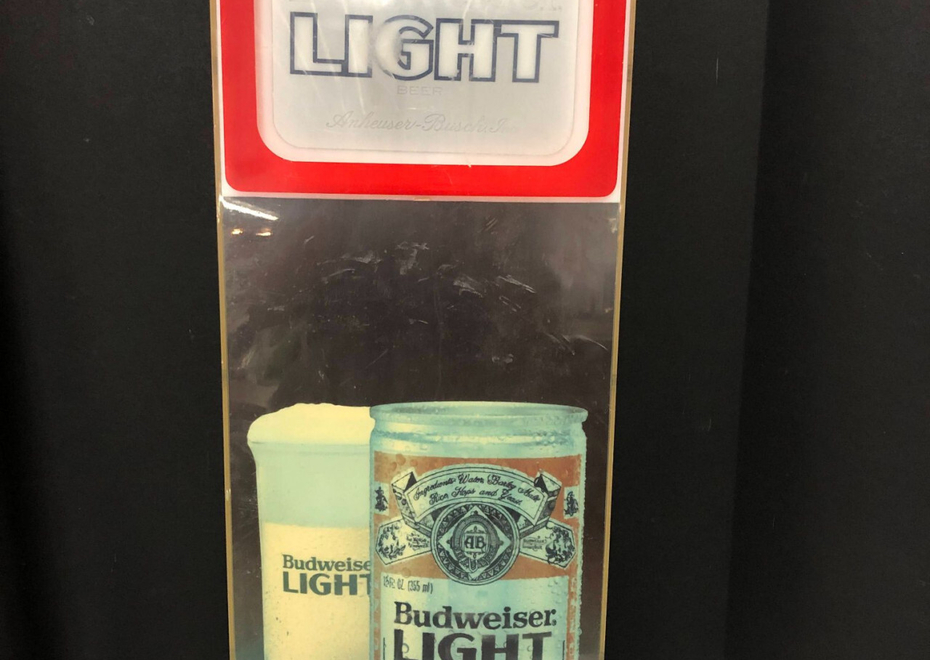 LIGHT
BEER
Anheuser-Busch, Inc.
Ingredients: Water, Barley Malt,
Rice, Hops and Yeast
AB
12 FL. OZ. (355 ml)
Budweise
LIGHT
Budweiser.
LIGHT